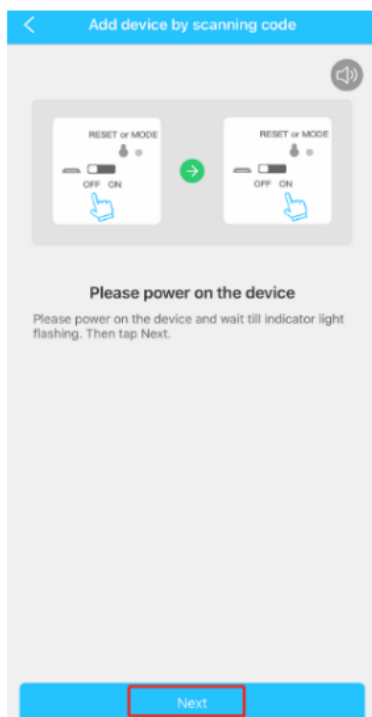 Add device by scanning code
RESET or MODE
OFF ON
RESET or MODE
OFF ON
Please power on the device
Please power on the device and wait till indicator light
flashing. Then tap Next.
Next